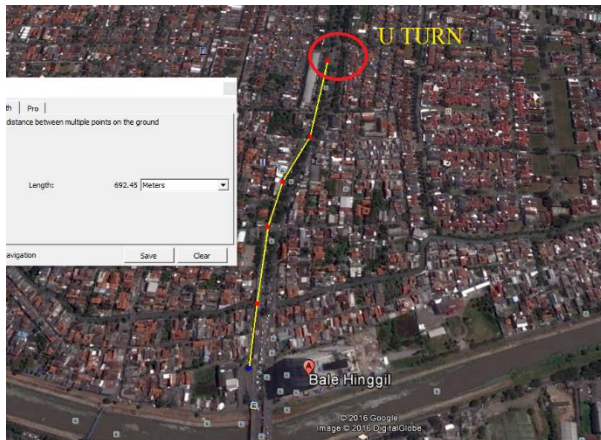 U TURN
th
Pro
distance between multiple points on the ground
Length:
692.45
Meters
avigation
Save
Clear
Bale Hinggil
A
© 2016 Google
Image © 2016 DigitalGlobe